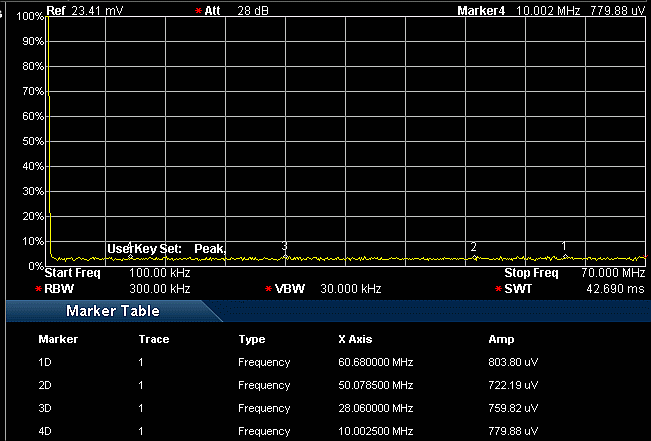 Ref 23.41 mV * Att 28 dB Marker4 10.002 MHz 779.88 uV
100%
90%
80%
70%
60%
50%
40%
30%
20%
10%
UserKey Set: Peak. 3 2 1
0%
Start Freq 100.00 kHz Stop Freq 70.000 MHz
* RBW 300.00 kHz * VBW 30.000 kHz * SWT 42.690 ms
Marker Table
Marker Trace Type X Axis Amp
1D 1 Frequency 60.680000 MHz 803.80 uV
2D 1 Frequency 50.078500 MHz 722.19 uV
3D 1 Frequency 28.060000 MHz 759.82 uV
4D 1 Frequency 10.002500 MHz 779.88 uV